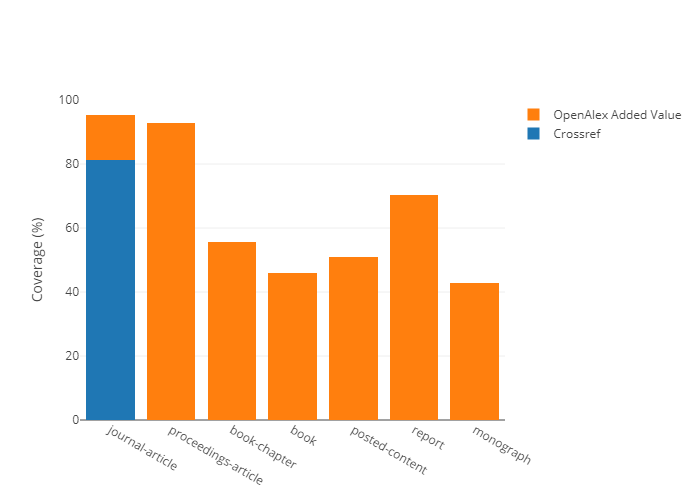 OpenAlex Added Value
Crossref
Coverage (%)
100
80
60
40
20
0
journal-article
proceedings-article
book-chapter
book
posted-content
report
monograph